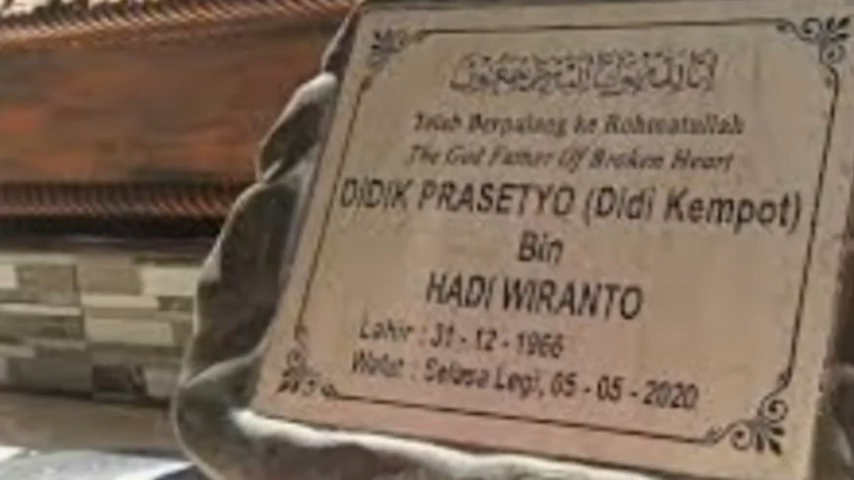 Telah Berpulang ke Rohmatullah
The God Father Of Broken Heart
DIDIK PRASETYO (Didi Kempot)
Bin
HADI WIRANTO
Lahir : 31 - 12 - 1966
Wafat : Selasa Legi, 05 - 05 - 2020